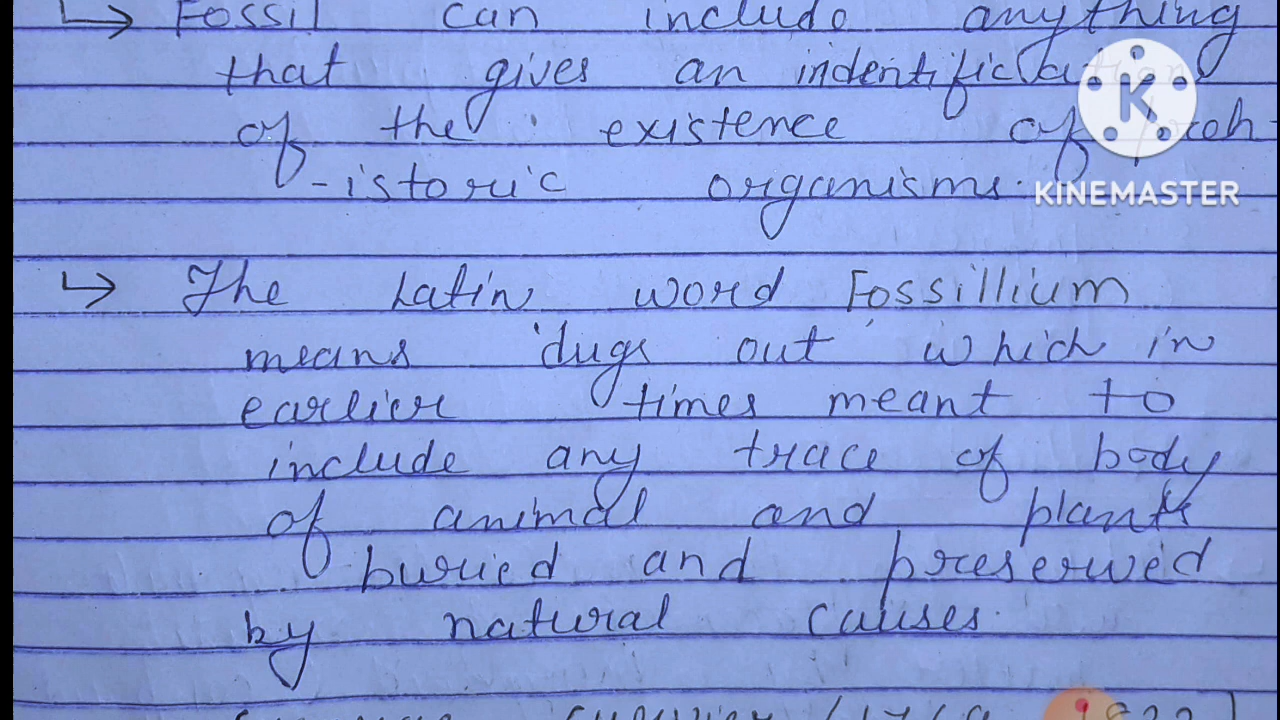 ↳ Fossil can include anything
that gives an indentification
of the existence of preh-
-istoric organisms.
K
KINEMASTER
↳ The Latin word Fossillium
means 'dugs out' which in
earlier times meant to
include any trace of body
of animal and plants
buried and preserved
by natural causes.